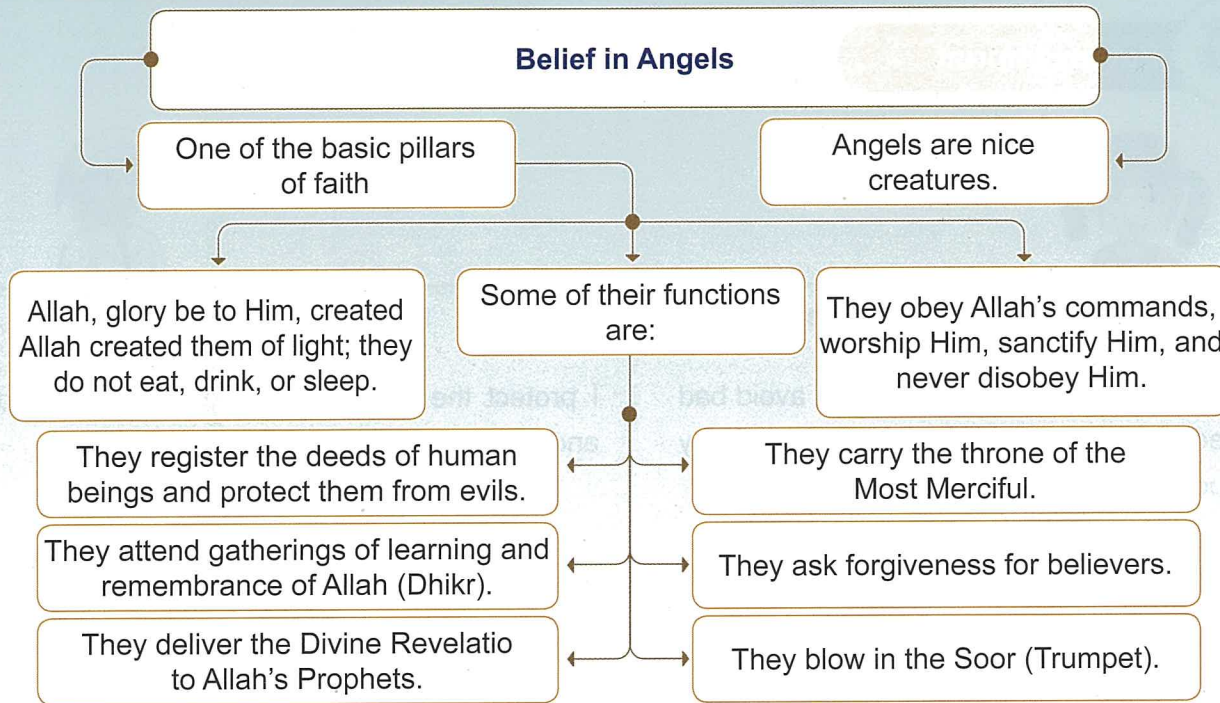 Belief in Angels
One of the basic pillars
of faith
Angels are nice
creatures.
Allah, glory be to Him, created
Allah created them of light; they
do not eat, drink, or sleep.
Some of their functions
are:
They obey Allah's commands,
worship Him, sanctify Him, and
never disobey Him.
They register the deeds of human
beings and protect them from evils.
They carry the throne of the
Most Merciful.
They attend gatherings of learning and
remembrance of Allah (Dhikr).
They ask forgiveness for believers.
They deliver the Divine Revelatio
to Allah's Prophets.
They blow in the Soor (Trumpet).
I protect the
avoid bad